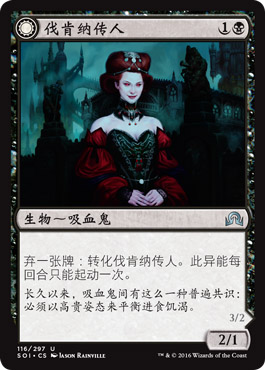 伐肯纳传人 1
生物～吸血鬼
弃一张牌：转化伐肯纳传人。此异能每
回合只能起动一次。
长久以来，吸血鬼间有这么一种普遍共识：
必须以高贵姿态来平衡进食饥渴。
3/2
116/297 U
SOI • CS Jason Rainville
2/1
™ & © 2016 Wizards of the Coast